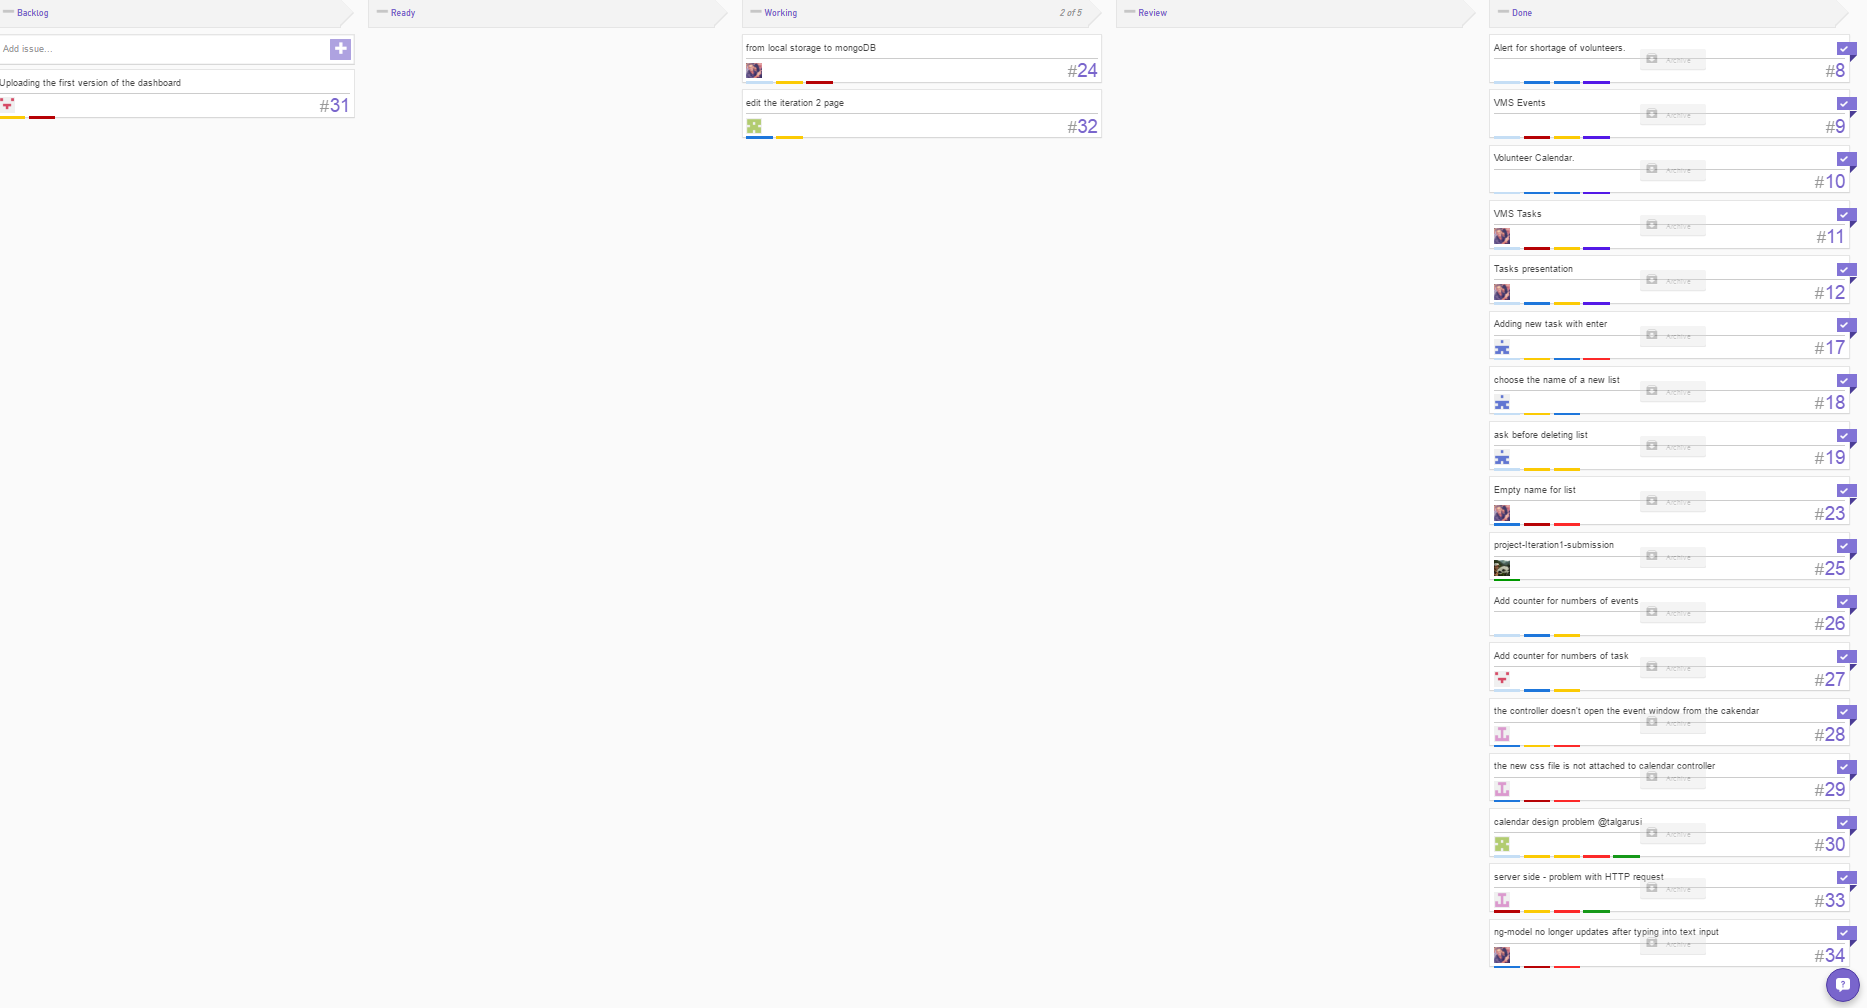 Backlog
Add issue...
Uploading the first version of the dashboard
#31
Ready
Working
2 of 5
from local storage to mongoDB
#24
edit the iteration 2 page
#32
Review
Done
Alert for shortage of volunteers.
Archive
#8
VMS Events
Archive
#9
Volunteer Calendar.
Archive
#10
VMS Tasks
Archive
#11
Tasks presentation
Archive
#12
Adding new task with enter
Archive
#17
choose the name of a new list
Archive
#18
ask before deleting list
Archive
#19
Empty name for list
Archive
#23
project-Iteration1-submission
Archive
#25
Add counter for numbers of events
Archive
#26
Add counter for numbers of task
Archive
#27
the controller doesn't open the event window from the cakendar
Archive
#28
the new css file is not attached to calendar controller
Archive
#29
calendar design problem @talgarusi
Archive
#30
server side - problem with HTTP request
Archive
#33
ng-model no longer updates after typing into text input
Archive
#34